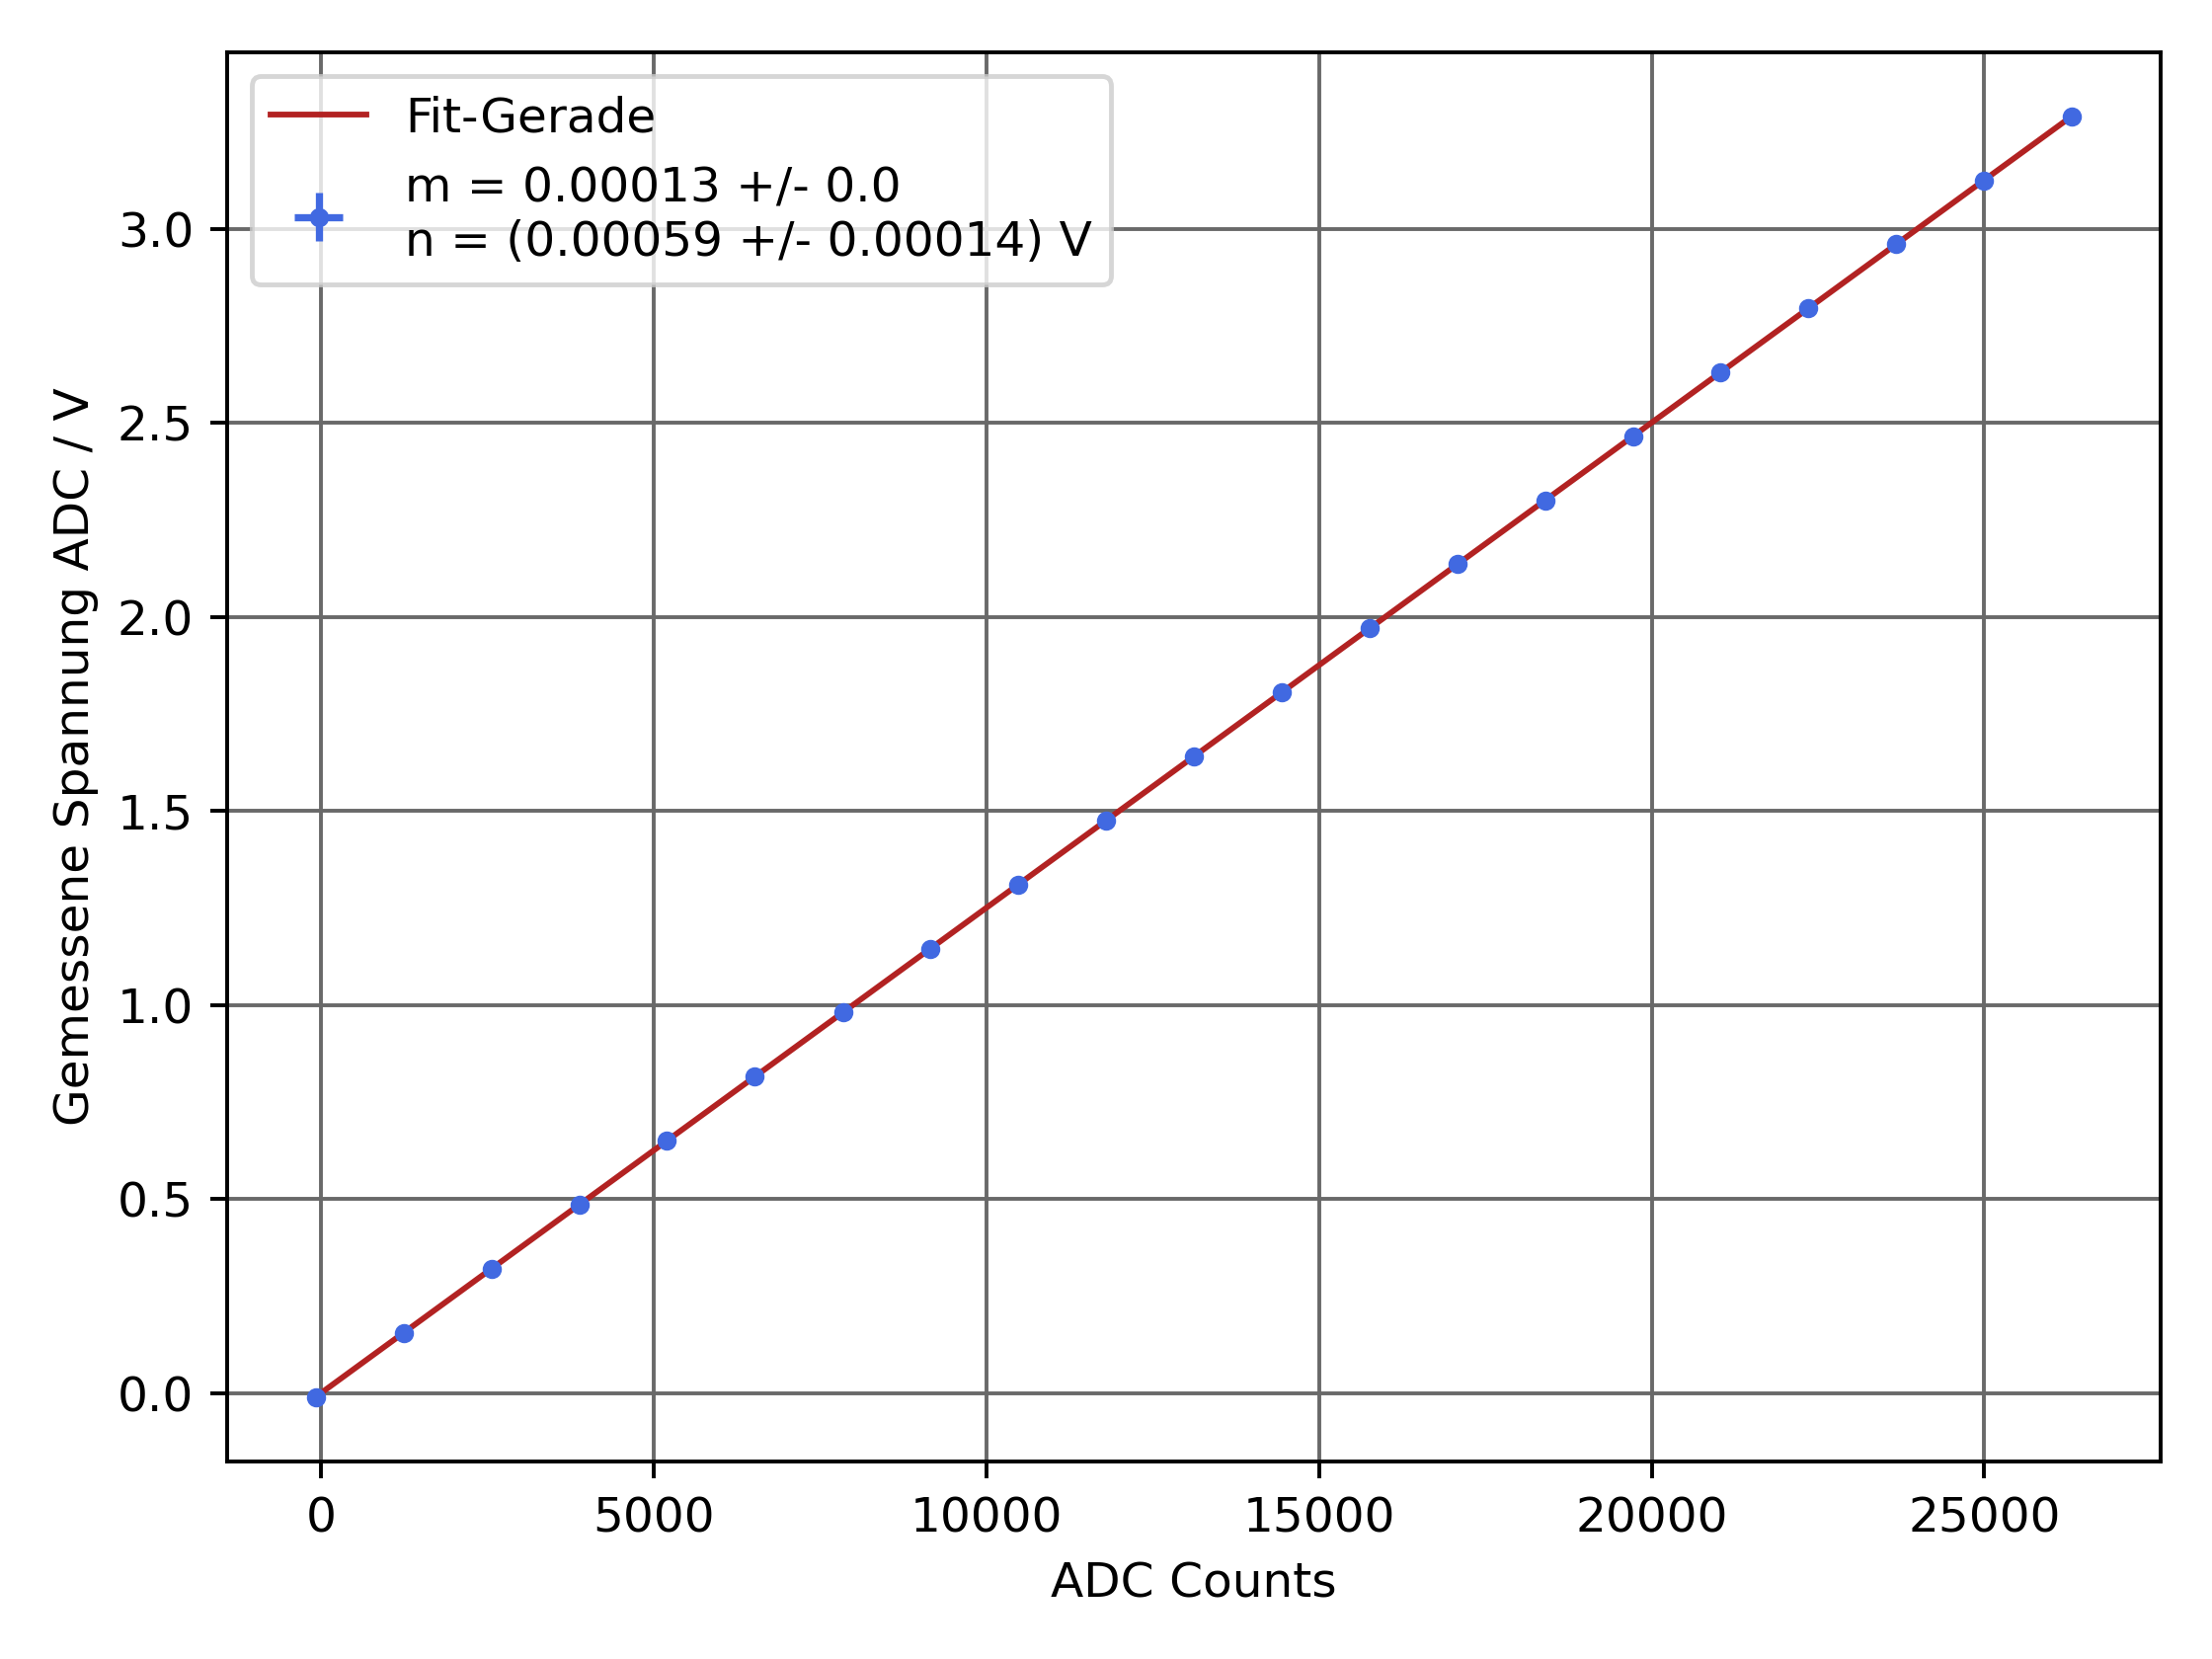 Fit-Gerade
m = 0.00013 +/- 0.0
n = (0.00059 +/- 0.00014) V
Gemessene Spannung ADC / V
3.0
2.5
2.0
1.5
1.0
0.5
0.0
0 5000 10000 15000 20000 25000
ADC Counts